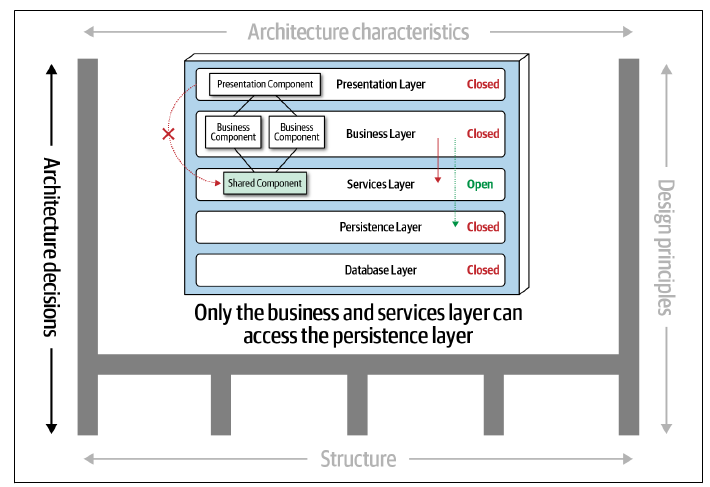 Architecture characteristics
Architecture decisions
Design principles
Presentation Component
Presentation Layer
Closed
Business
Component
Business
Component
Business Layer
Closed
Shared Component
Services Layer
Open
Persistence Layer
Closed
Database Layer
Closed
Only the business and services layer can
access the persistence layer
Structure